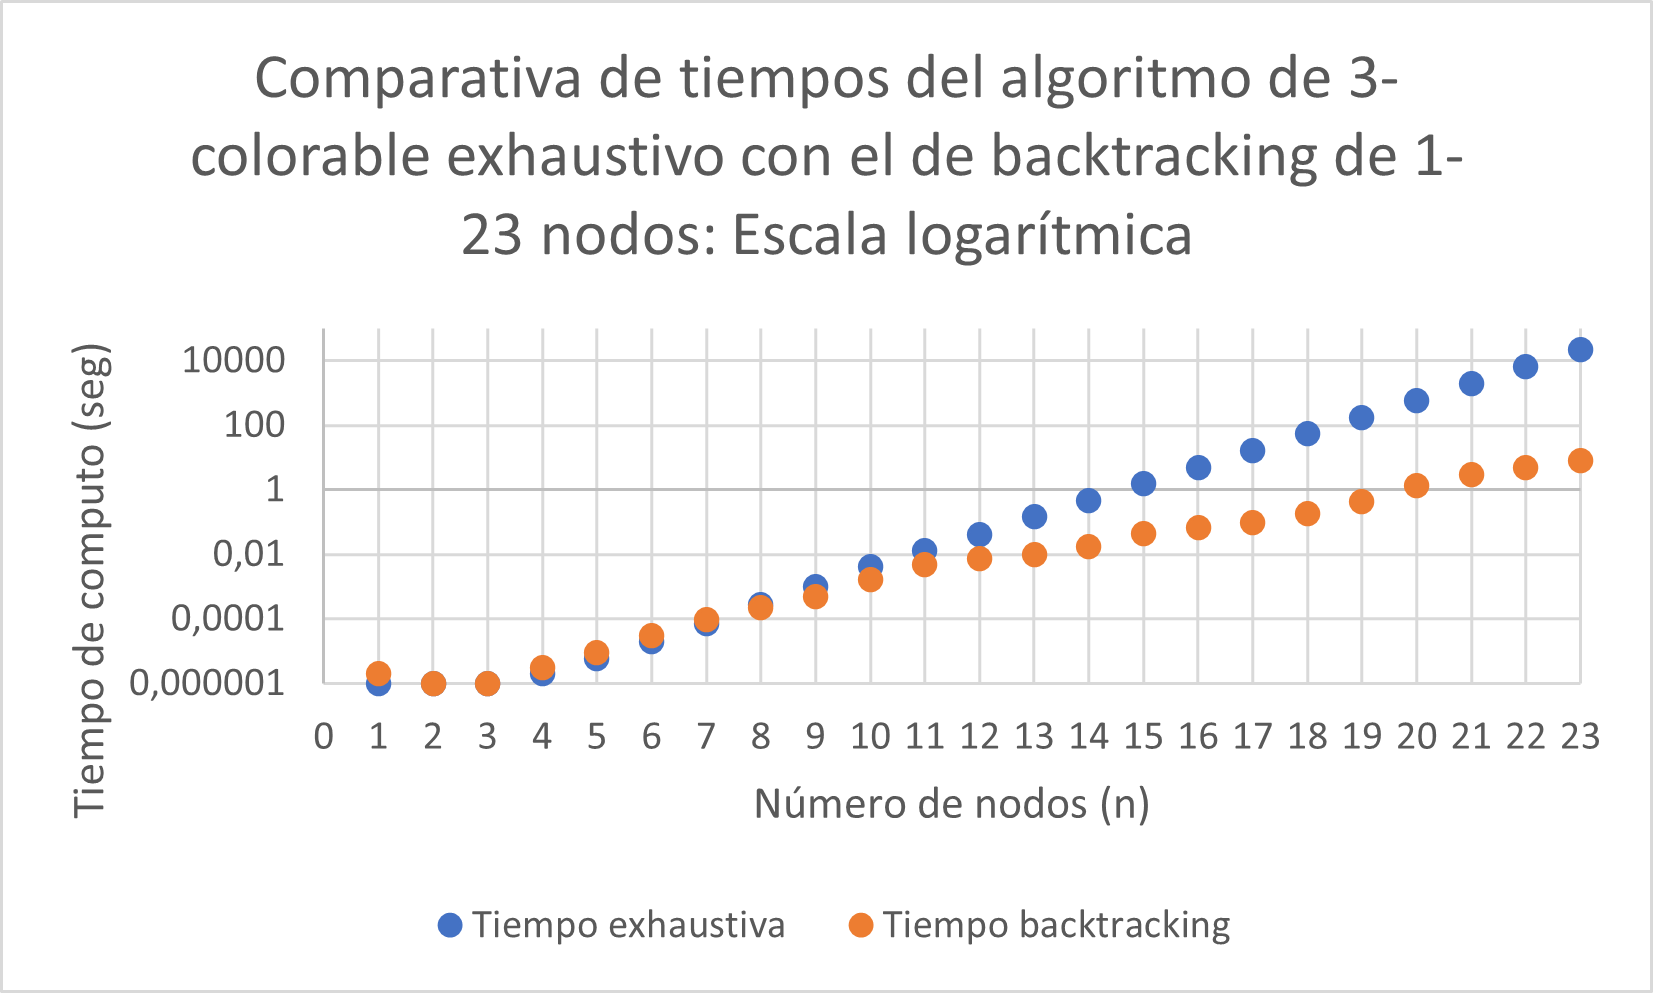 Comparativa de tiempos del algoritmo de 3-
colorable exhaustivo con el de backtracking de 1-
23 nodos: Escala logarítmica
Tiempo de computo (seg)
10000
100
1
0,01
0,0001
0,000001
0 1 2 3 4 5 6 7 8 9 10 11 12 13 14 15 16 17 18 19 20 21 22 23
Número de nodos (n)
Tiempo exhaustiva Tiempo backtracking